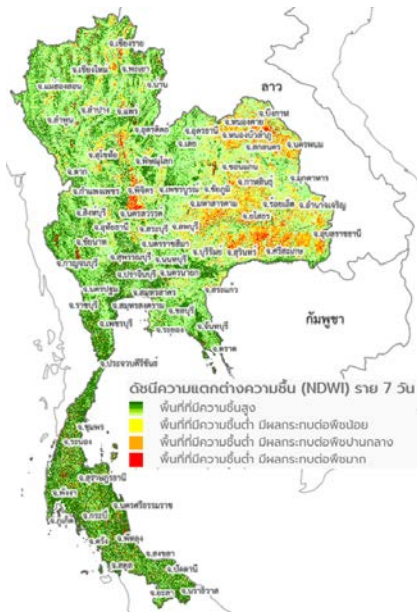 จ.เชียงราย
จ.เชียงใหม่
จ.พะเยา
จ.แม่ฮ่องสอน
จ.น่าน
จ.ลำปาง
จ.แพร่
จ.ลำพูน
จ.อุตรดิตถ์
ลาว
จ.บึงกาฬ
จ.หนองคาย
จ.อุดรธานี
จ.หนองบัวลำภู
จ.เลย
จ.สกลนคร
จ.นครพนม
จ.สุโขทัย
จ.ตาก
จ.พิษณุโลก
จ.ขอนแก่น
จ.มุกดาหาร
จ.กำแพงเพชร
จ.พิจิตร
จ.เพชรบูรณ์
จ.ชัยภูมิ
จ.กาฬสินธุ์
จ.มหาสารคาม
จ.ร้อยเอ็ด
จ.อำนาจเจริญ
จ.สิงหบุรี
จ.นครสวรรค์
จ.ลพบุรี
จ.ยโสธร
จ.อุทัยธานี
จ.สระบุรี
จ.อุบลราชธานี
จ.ชัยนาท
จ.นครราชสีมา
จ.บุรีรัมย์
จ.สุรินทร์
จ.ศรีสะเกษ
จ.กาญจนบุรี
จ.สุพรรณบุรี
จ.นนทบุรี
จ.ปราจีนบุรี
จ.นครนายก
จ.นครปฐม
จ.สมุทรสาคร
จ.สระแก้ว
จ.ราชบุรี
จ.สมุทรสงคราม
จ.ชลบุรี
กัมพูชา
จ.เพชรบุรี
จ.ระยอง
จ.จันทบุรี
จ.ตราด
จ.ประจวบคีรีขันธ์
ดัชนีความแตกต่างความชื้น (NDWI) ราย 7 วัน
พื้นที่ที่มีความชื้นสูง
พื้นที่ที่มีความชื้นต่ำ มีผลกระทบต่อพืชน้อย
พื้นที่ที่มีความชื้นต่ำ มีผลกระทบต่อพืชปานกลาง
พื้นที่ที่มีความชื้นต่ำ มีผลกระทบต่อพืชมาก
จ.ชุมพร
จ.ระนอง
จ.สุราษฎร์ธานี
จ.พังงา
จ.นครศรีธรรมราช
จ.ภูเก็ต
จ.กระบี่
จ.ตรัง
จ.พัทลุง
จ.สงขลา
จ.สตูล
จ.ปัตตานี
จ.ยะลา
จ.นราธิวาส